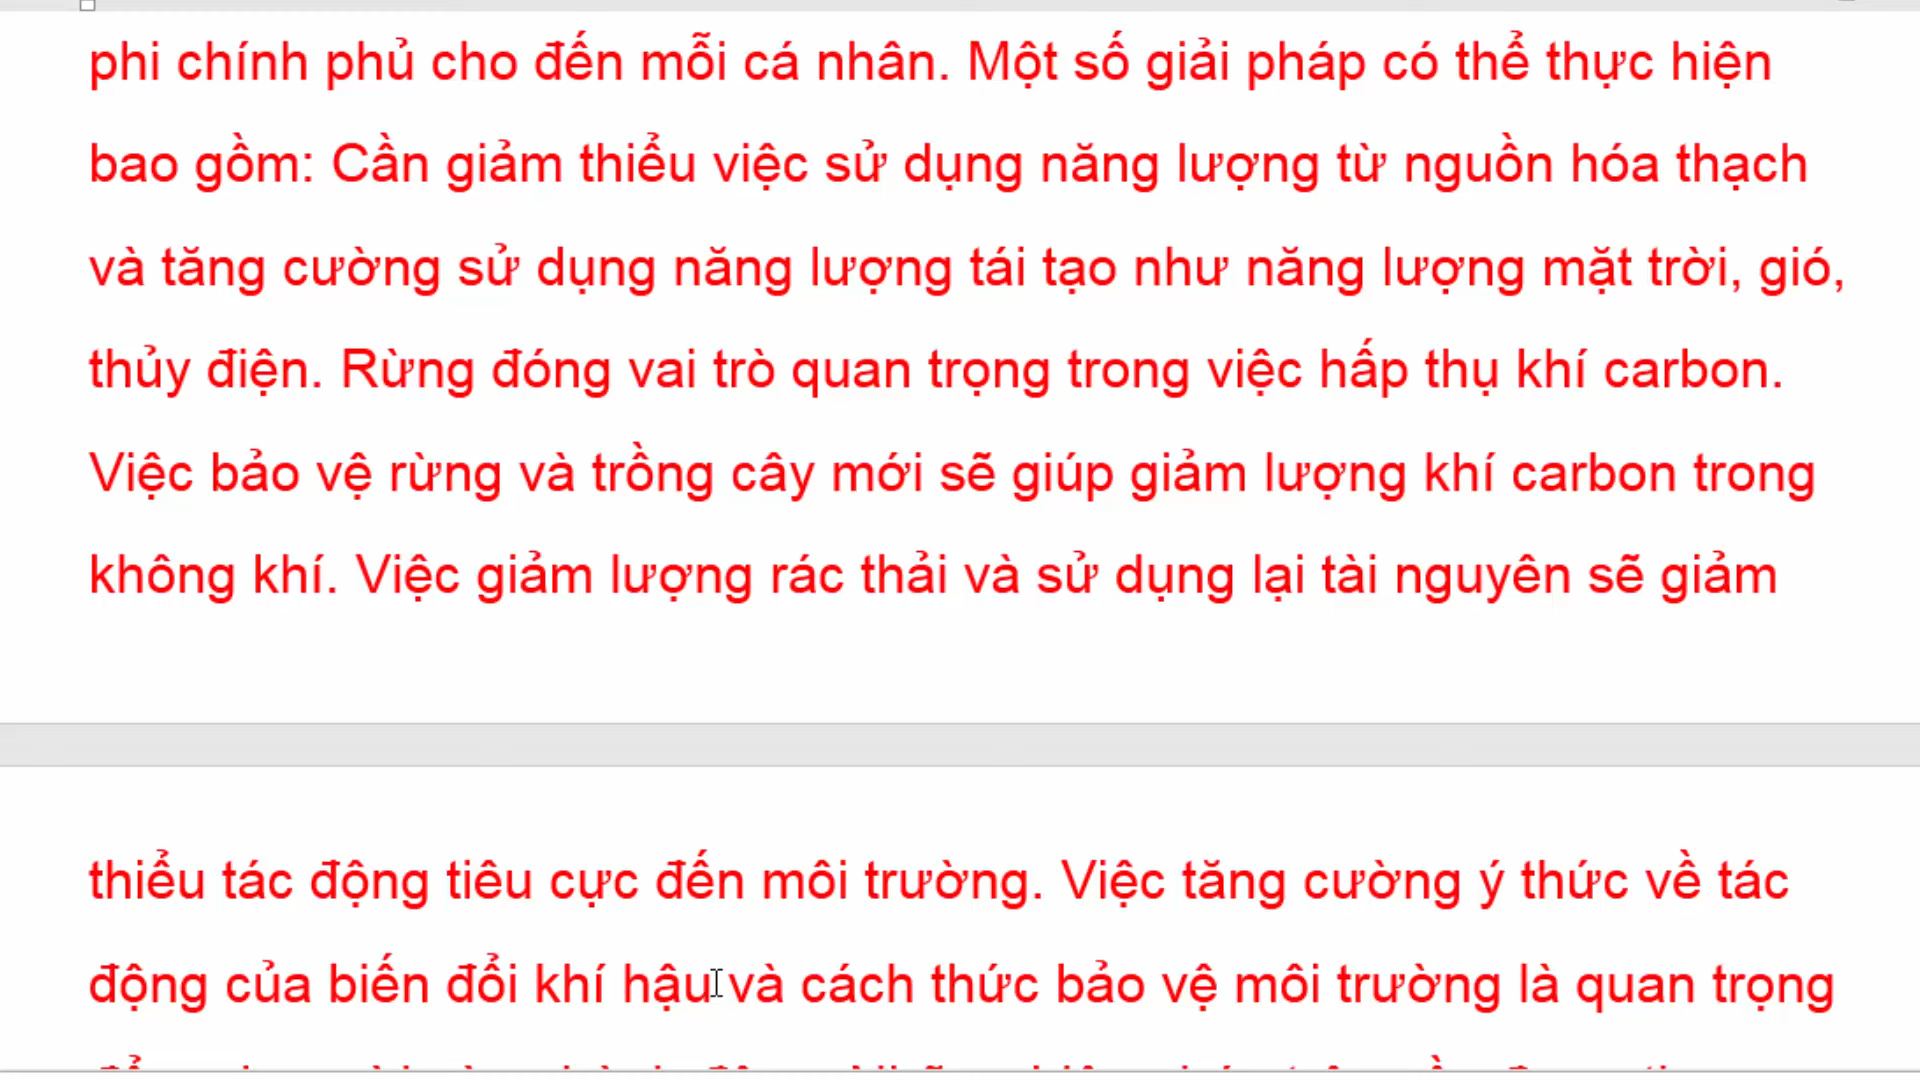 phi chính phủ cho đến mỗi cá nhân. Một số giải pháp có thể thực hiện
bao gồm: Cần giảm thiểu việc sử dụng năng lượng từ nguồn hóa thạch
và tăng cường sử dụng năng lượng tái tạo như năng lượng mặt trời, gió,
thủy điện. Rừng đóng vai trò quan trọng trong việc hấp thụ khí carbon.
Việc bảo vệ rừng và trồng cây mới sẽ giúp giảm lượng khí carbon trong
không khí. Việc giảm lượng rác thải và sử dụng lại tài nguyên sẽ giảm
thiểu tác động tiêu cực đến môi trường. Việc tăng cường ý thức về tác
động của biến đổi khí hậu và cách thức bảo vệ môi trường là quan trọng